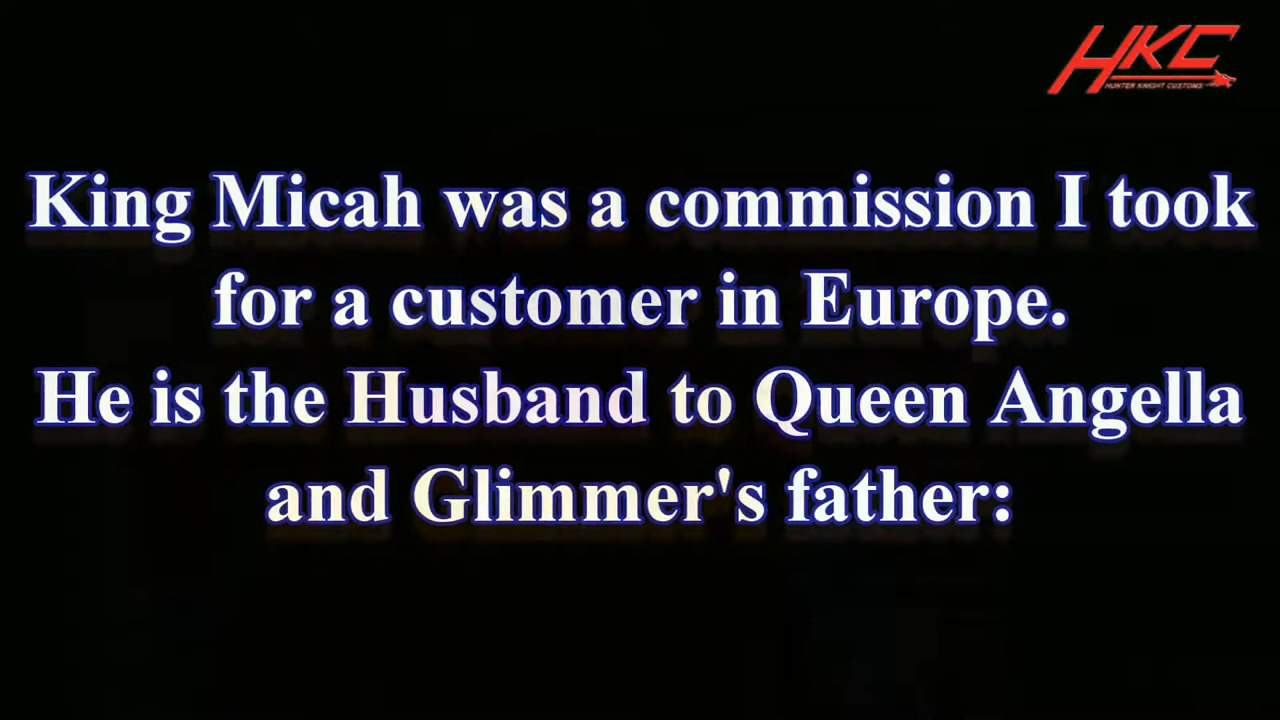 HKC
HUNTER KNIGHT CUSTOMS
King Micah was a commission I took
for a customer in Europe.
He is the Husband to Queen Angella
and Glimmer's father: